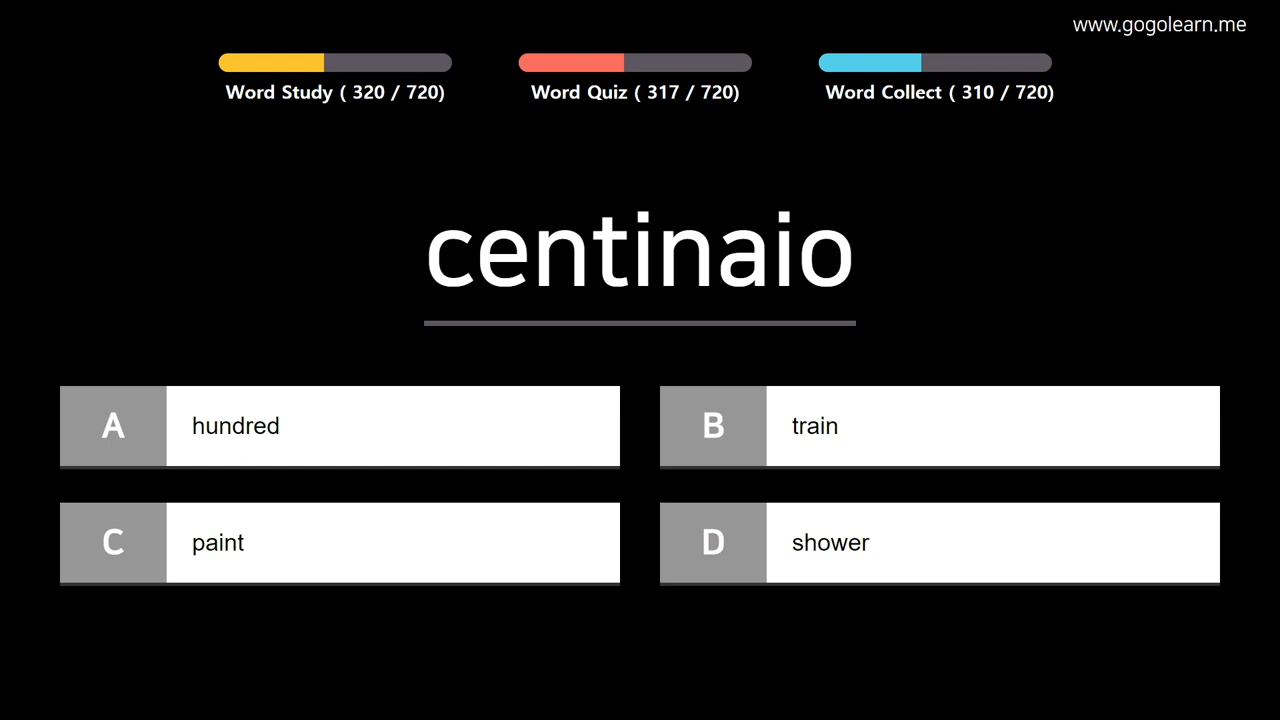 www.gogolearn.me
Word Study ( 320 / 720)
Word Quiz ( 317 / 720)
Word Collect ( 310 / 720)
centinaio
A hundred
B train
C paint
D shower